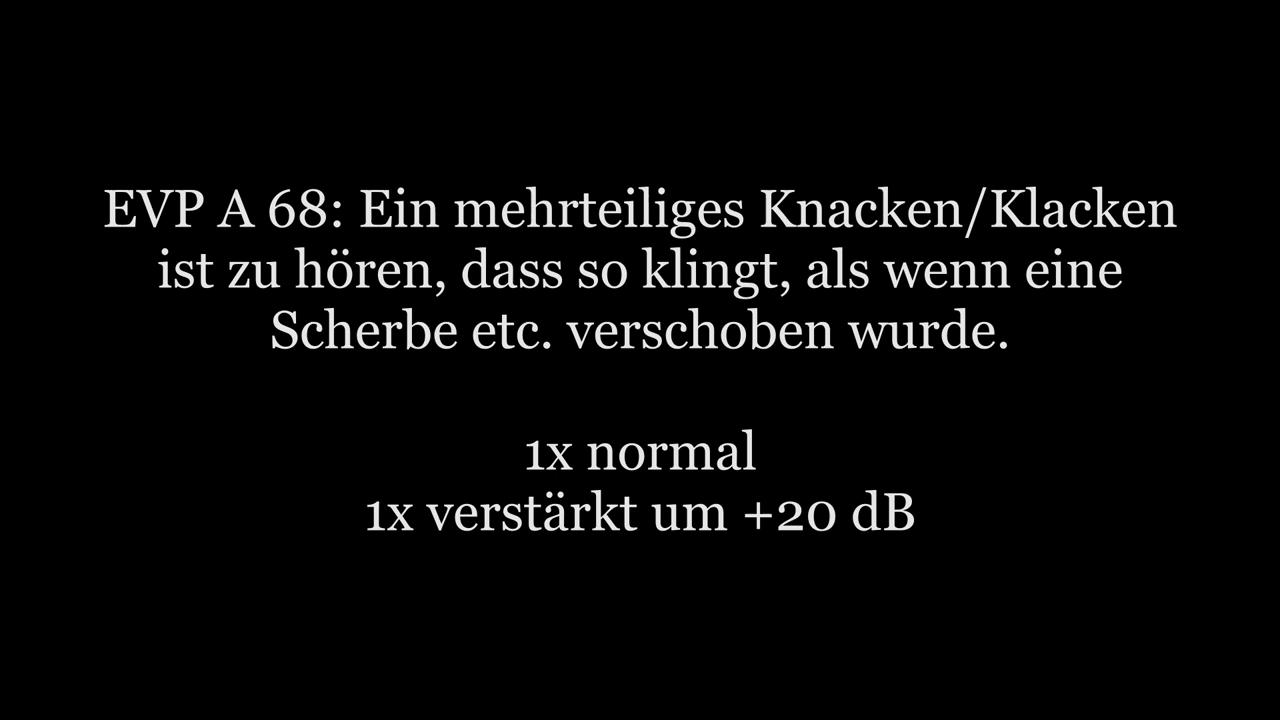 EVP A 68: Ein mehrteiliges Knacken/Klacken
ist zu hören, dass so klingt, als wenn eine
Scherbe etc. verschoben wurde.
1x normal
1x verstärkt um +20 dB